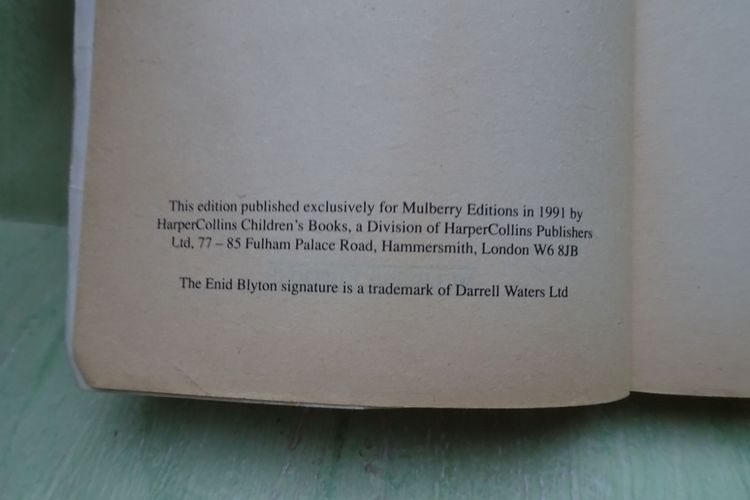 This edition published exclusively for Mulberry Editions in 1991 by
HarperCollins Children's Books, a Division of HarperCollins Publishers
Ltd, 77 – 85 Fulham Palace Road, Hammersmith, London W6 8JB
The Enid Blyton signature is a trademark of Darrell Waters Ltd